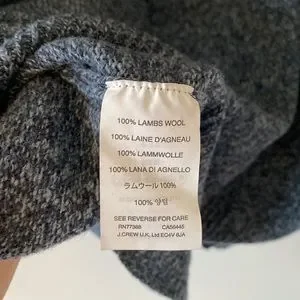 100% LAMBS WOOL
100% LAINE D'AGNEAU
100% LAMMWOLLE
100% LANA DI AGNELLO
ラムウール 100%
100% 양털
SEE REVERSE FOR CARE
RN77388 CA56445
J.CREW U.K. Ltd EC4V 6JA